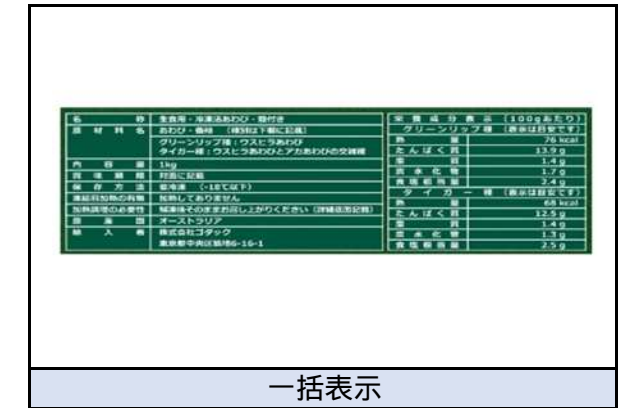 名称 生食用・冷凍活あわび・殻付き
原材料名 あわび・養殖 (種別は下欄に記載)
グリーンリップ種:ウスヒラあわび
タイガー種:ウスヒラあわびとアカあわびの交雑種
内容量 1kg
賞味期限 対面に記載
保存方法 要冷凍 (-18℃以下)
凍結前加熱の有無 加熱してありません
加熱調理の必要性 解凍後そのままお召し上がりください
原産国 オーストラリア
輸入者 株式会社ゴダック
東京都中央区築地6-16-1
栄養成分表示 (100gあたり)
グリーンリップ種 (表示は目安です)
熱量 76 kcal
たんぱく質 13.9 g
脂質 1.4 g
炭水化物 1.7 g
食塩相当量 2.4 g
タイガー種 (表示は目安です)
熱量 68 kcal
たんぱく質 12.5 g
脂質 1.4 g
炭水化物 1.3 g
食塩相当量 2.5 g
一括表示